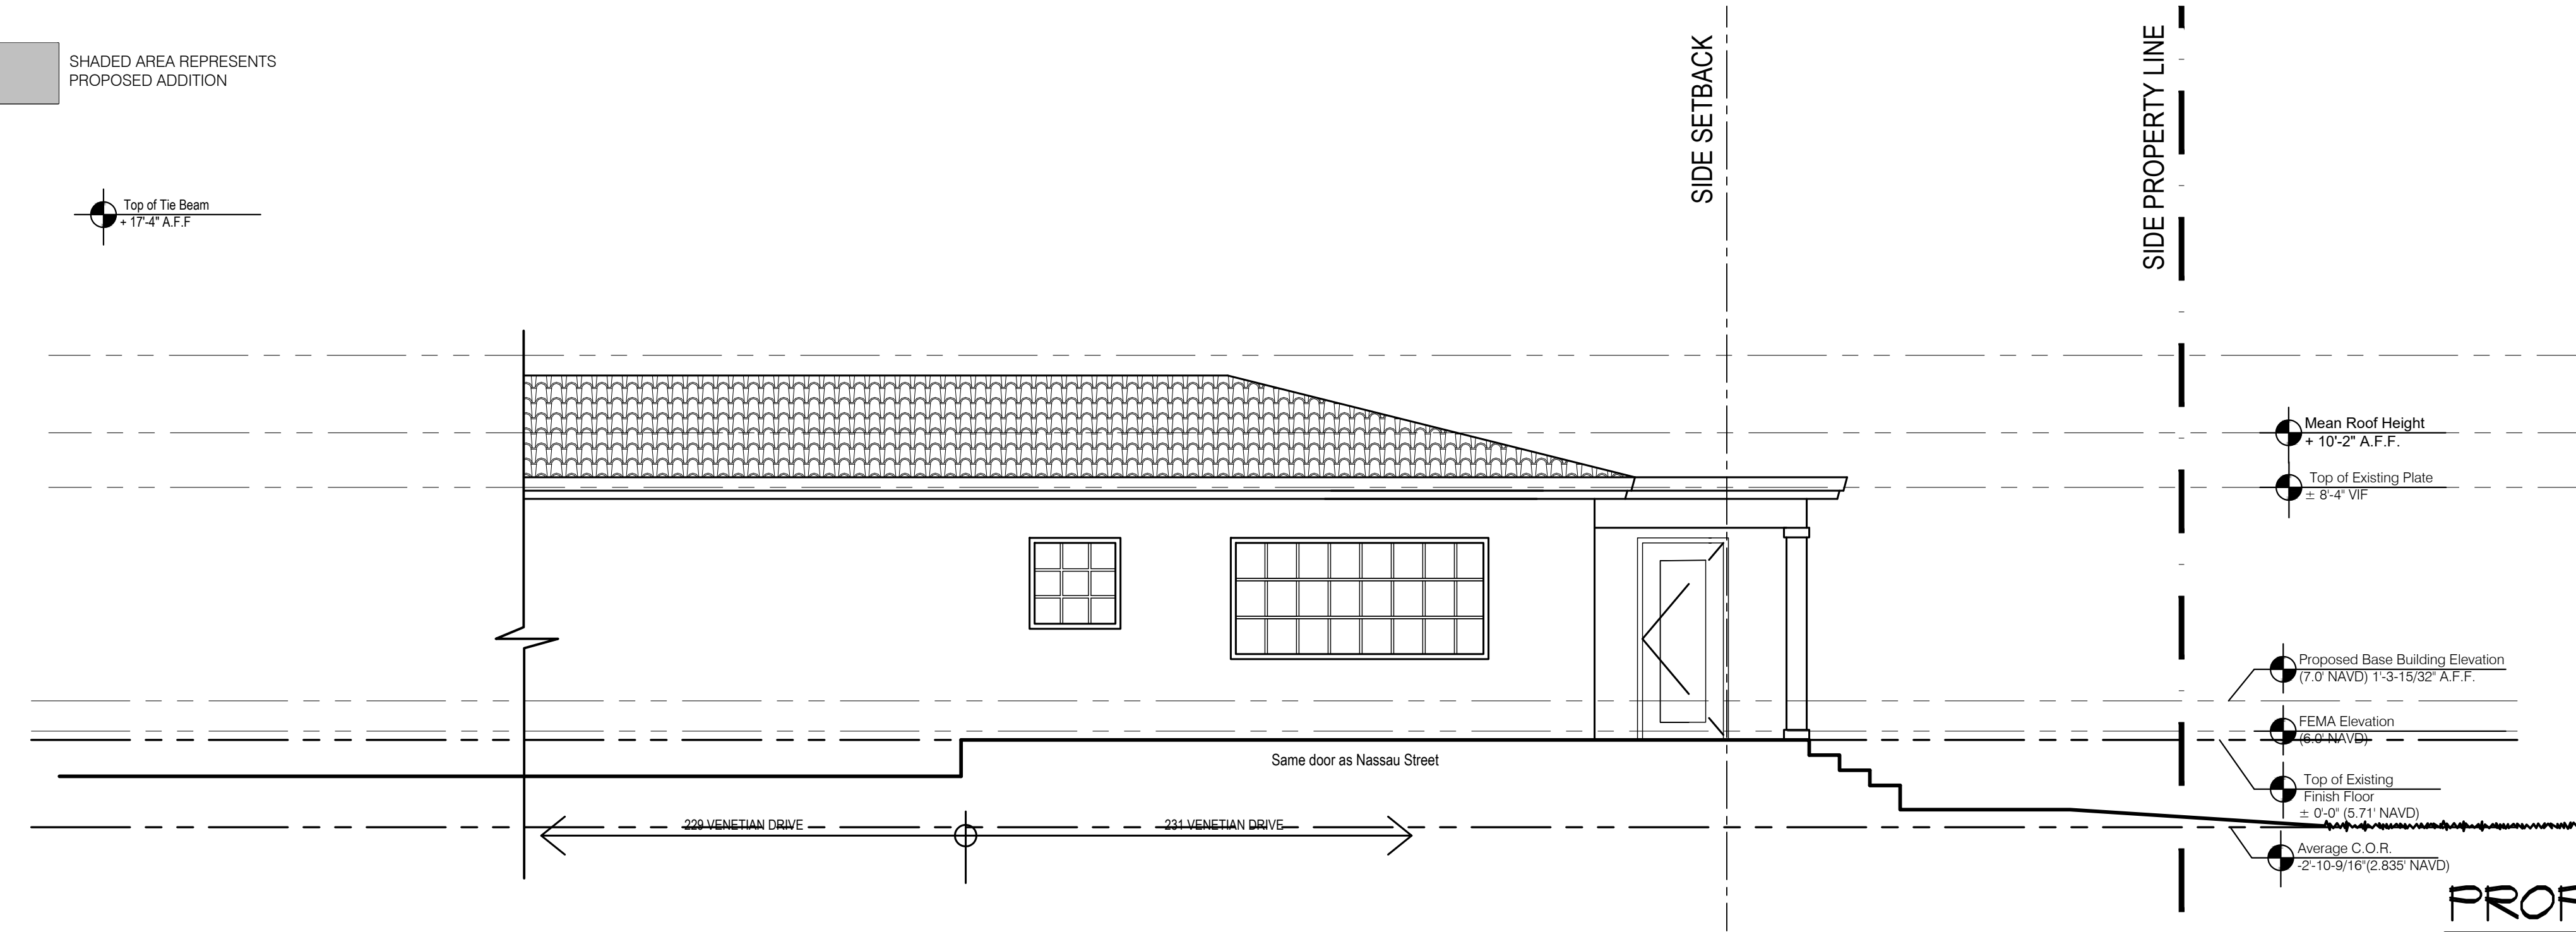 SHADED AREA REPRESENTS
PROPOSED ADDITION
Top of Tie Beam
+ 17'-4" A.F.F
SIDE SETBACK
SIDE PROPERTY LINE
Mean Roof Height
+ 10'-2" A.F.F.
Top of Existing Plate
± 8'-4" VIF
Proposed Base Building Elevation
(7.0' NAVD) 1'-3-15/32" A.F.F.
FEMA Elevation
(6.0' NAVD)
Same door as Nassau Street
Top of Existing
Finish Floor
± 0'-0" (5.71' NAVD)
229 VENETIAN DRIVE
231 VENETIAN DRIVE
Average C.O.R.
-2'-10-9/16"(2.835' NAVD)